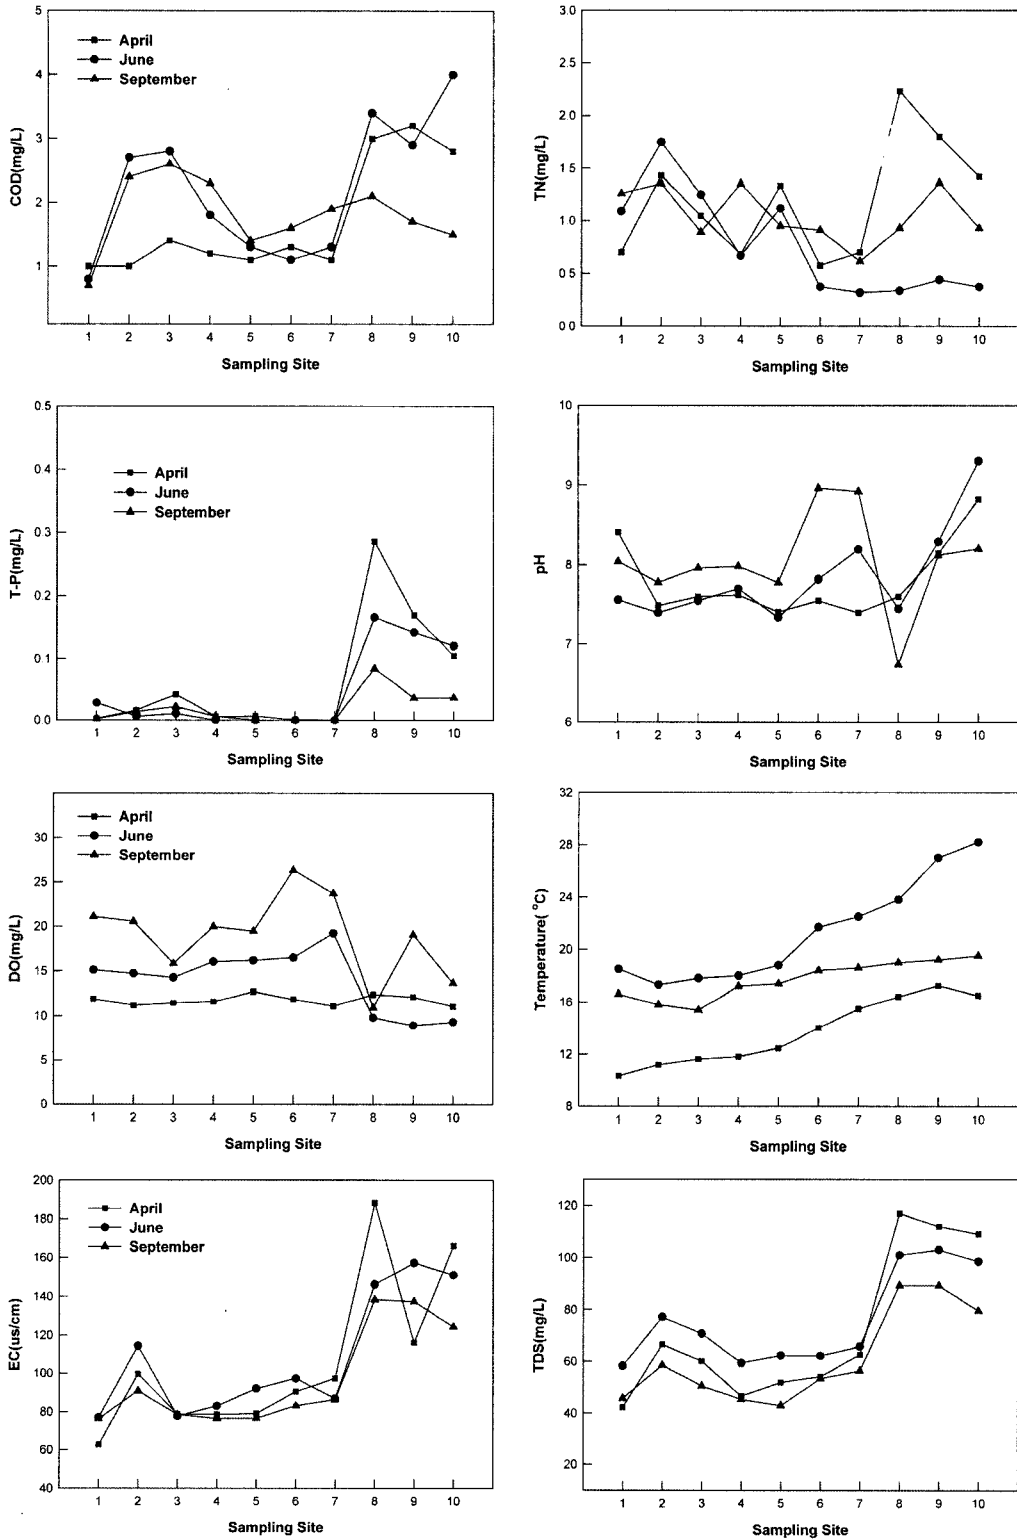 5
4
3
2
1
COD(mg/L)
April
June
September
1 2 3 4 5 6 7 8 9 10
Sampling Site
3.0
2.5
2.0
1.5
1.0
0 5
0 0
TN(mg/L)
1 2 3 4 5 6 7 8 9 10
Sampling Site
0.5
0.4
0.3
0.2
0.1
0.0
T-P(mg/L)
April
June
September
1 2 3 4 5 6 7 8 9 10
Sampling Site
10
9
8
7
6
pH
1 2 3 4 5 6 7 8 9 10
Sampling Site
30
25
20
15
10
5
0
DO(mg/L)
April
June
September
1 2 3 4 5 6 7 8 9 10
Sampling Site
32
28
24
20
16
12
8
Temperature( °C)
1 2 3 4 5 6 7 8 9 10
Sampling Site
200
180
160
140
120
100
80
60
40
EC(us/cm)
April
June
September
1 2 3 4 5 6 7 8 9 10
Sampling Site
120
100
80
60
40
20
TDS(mg/L)
1 2 3 4 5 6 7 8 9 10
Sampling Site